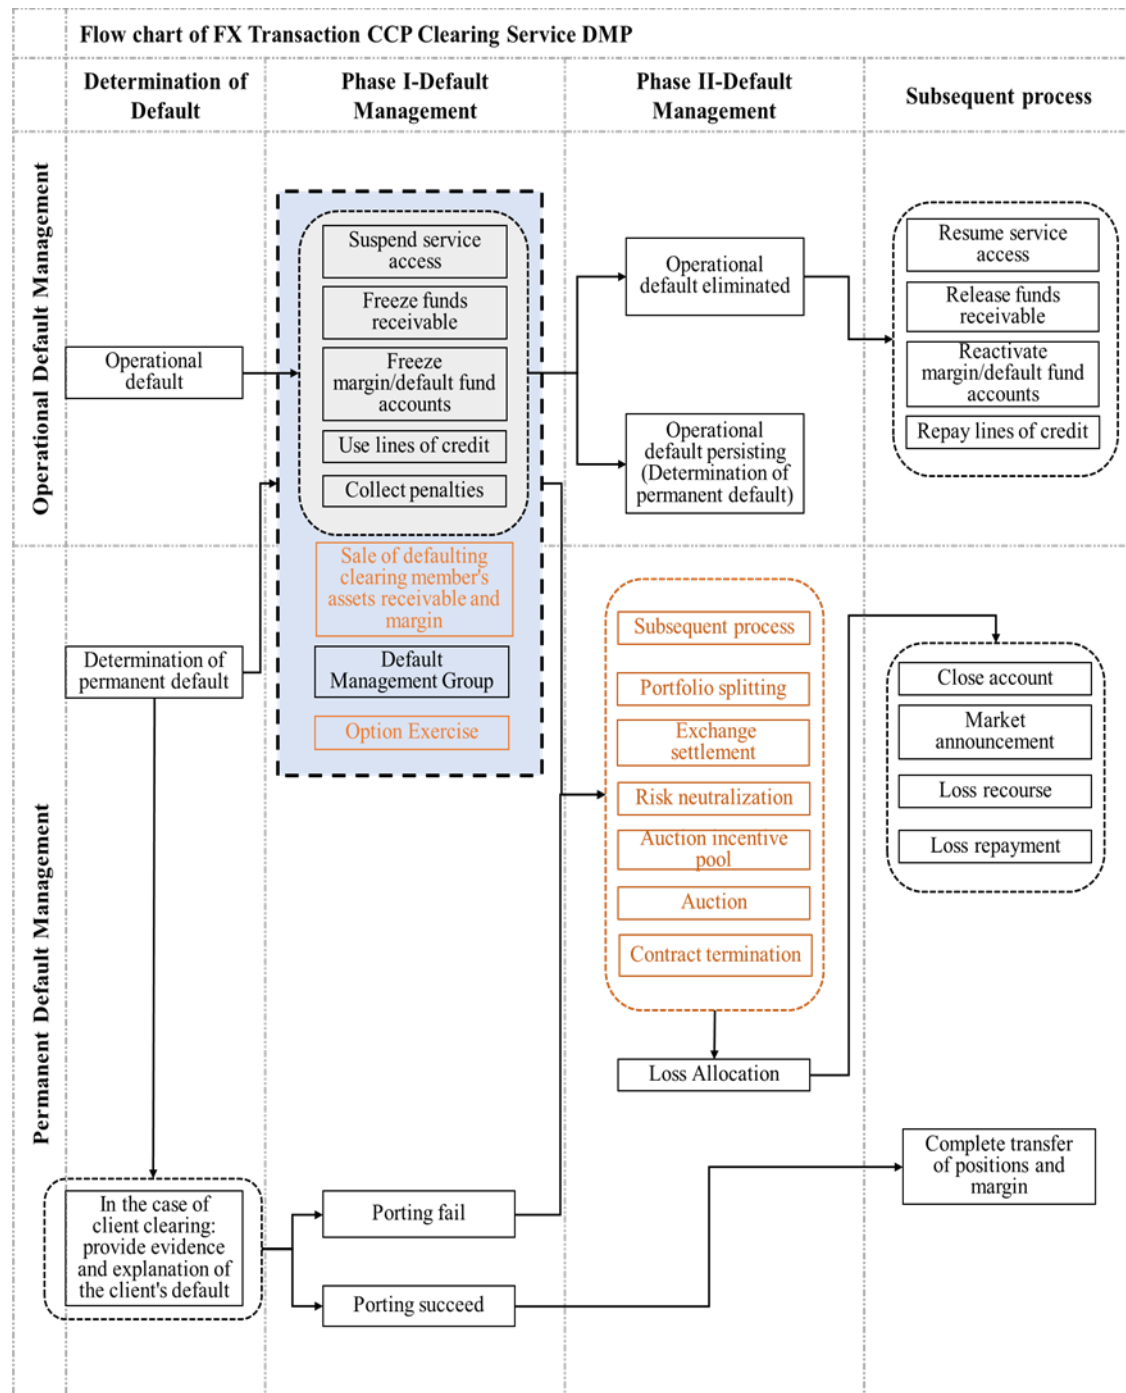 Flow chart of FX Transaction CCP Clearing Service DMP
Determination of
Default
Phase I-Default
Management
Phase II-Default
Management
Subsequent process
Operational Default Management
Operational
default
Suspend service
access
Freeze funds
receivable
Freeze
margin/default fund
accounts
Use lines of credit
Collect penalties
Operational
default eliminated
Operational
default persisting
(Determination of
permanent default)
Resume service
access
Release funds
receivable
Reactivate
margin/default fund
accounts
Repay lines of credit
Permanent Default Management
Determination of
permanent default
Sale of defaulting
clearing member's
assets receivable and
margin
Default
Management Group
Option Exercise
Subsequent process
Portfolio splitting
Exchange
settlement
Risk neutralization
Auction incentive
pool
Auction
Contract termination
Loss Allocation
Close account
Market
announcement
Loss recourse
Loss repayment
In the case of
client clearing:
provide evidence
and explanation of
the client's default
Porting fail
Porting succeed
Complete transfer
of positions and
margin